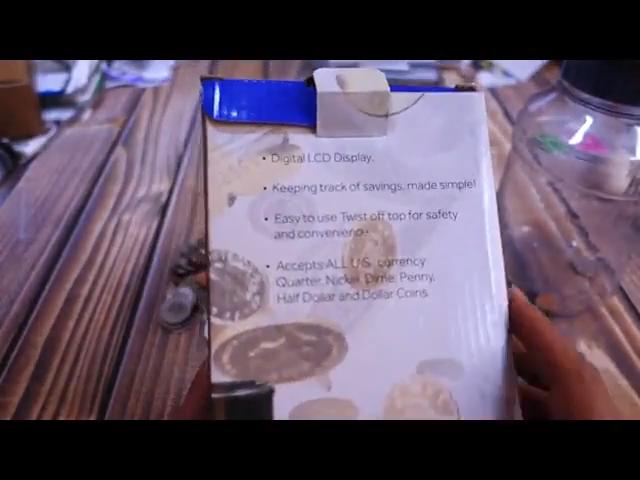 • Digital LCD Display.
• Keeping track of savings, made simple!
• Easy to use Twist off top for safety
and convenience.
• Accepts ALL U.S. currency
Quarter, Nickel, Dime, Penny,
Half Dollar and Dollar Coins.